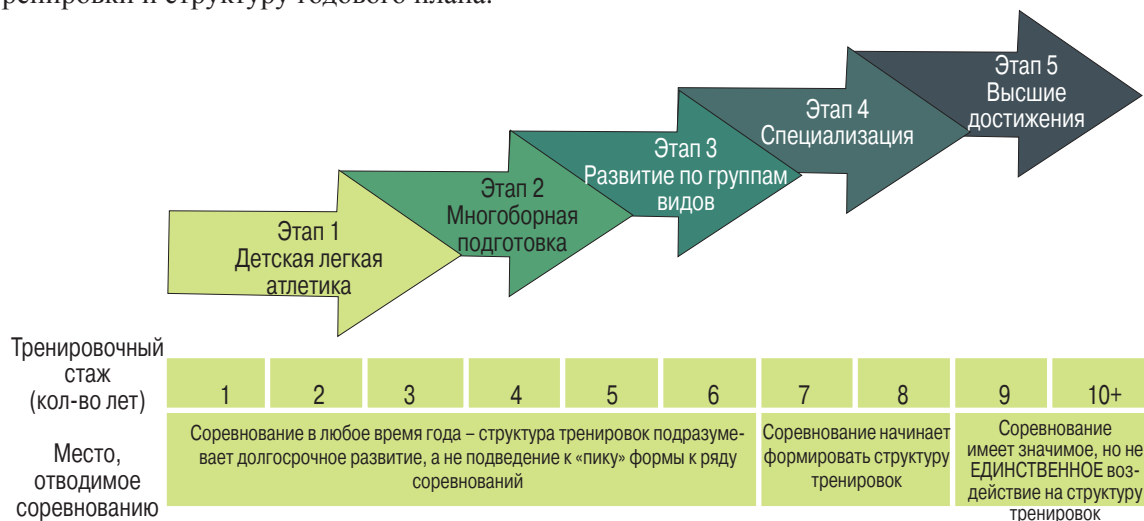 тренировки и структуру годового плана.
Этап 5
Высшие
достижения
Этап 4
Специализация
Этап 3
Развитие по группам
видов
Этап 2
Многоборная
подготовка
Этап 1
Детская легкая
атлетика
Тренировочный
стаж
(кол-во лет)
1 2 3 4 5 6 7 8 9 10+
Место,
отводимое
соревнованию
Соревнование в любое время года – структура тренировок подразуме-
вает долгосрочное развитие, а не подведение к «пику» формы к ряду
соревнований
Соревнование начинает
формировать структуру
тренировок
Соревнование
имеет значимое, но не
ЕДИНСТВЕННОЕ воз-
действие на структуру
тренировок